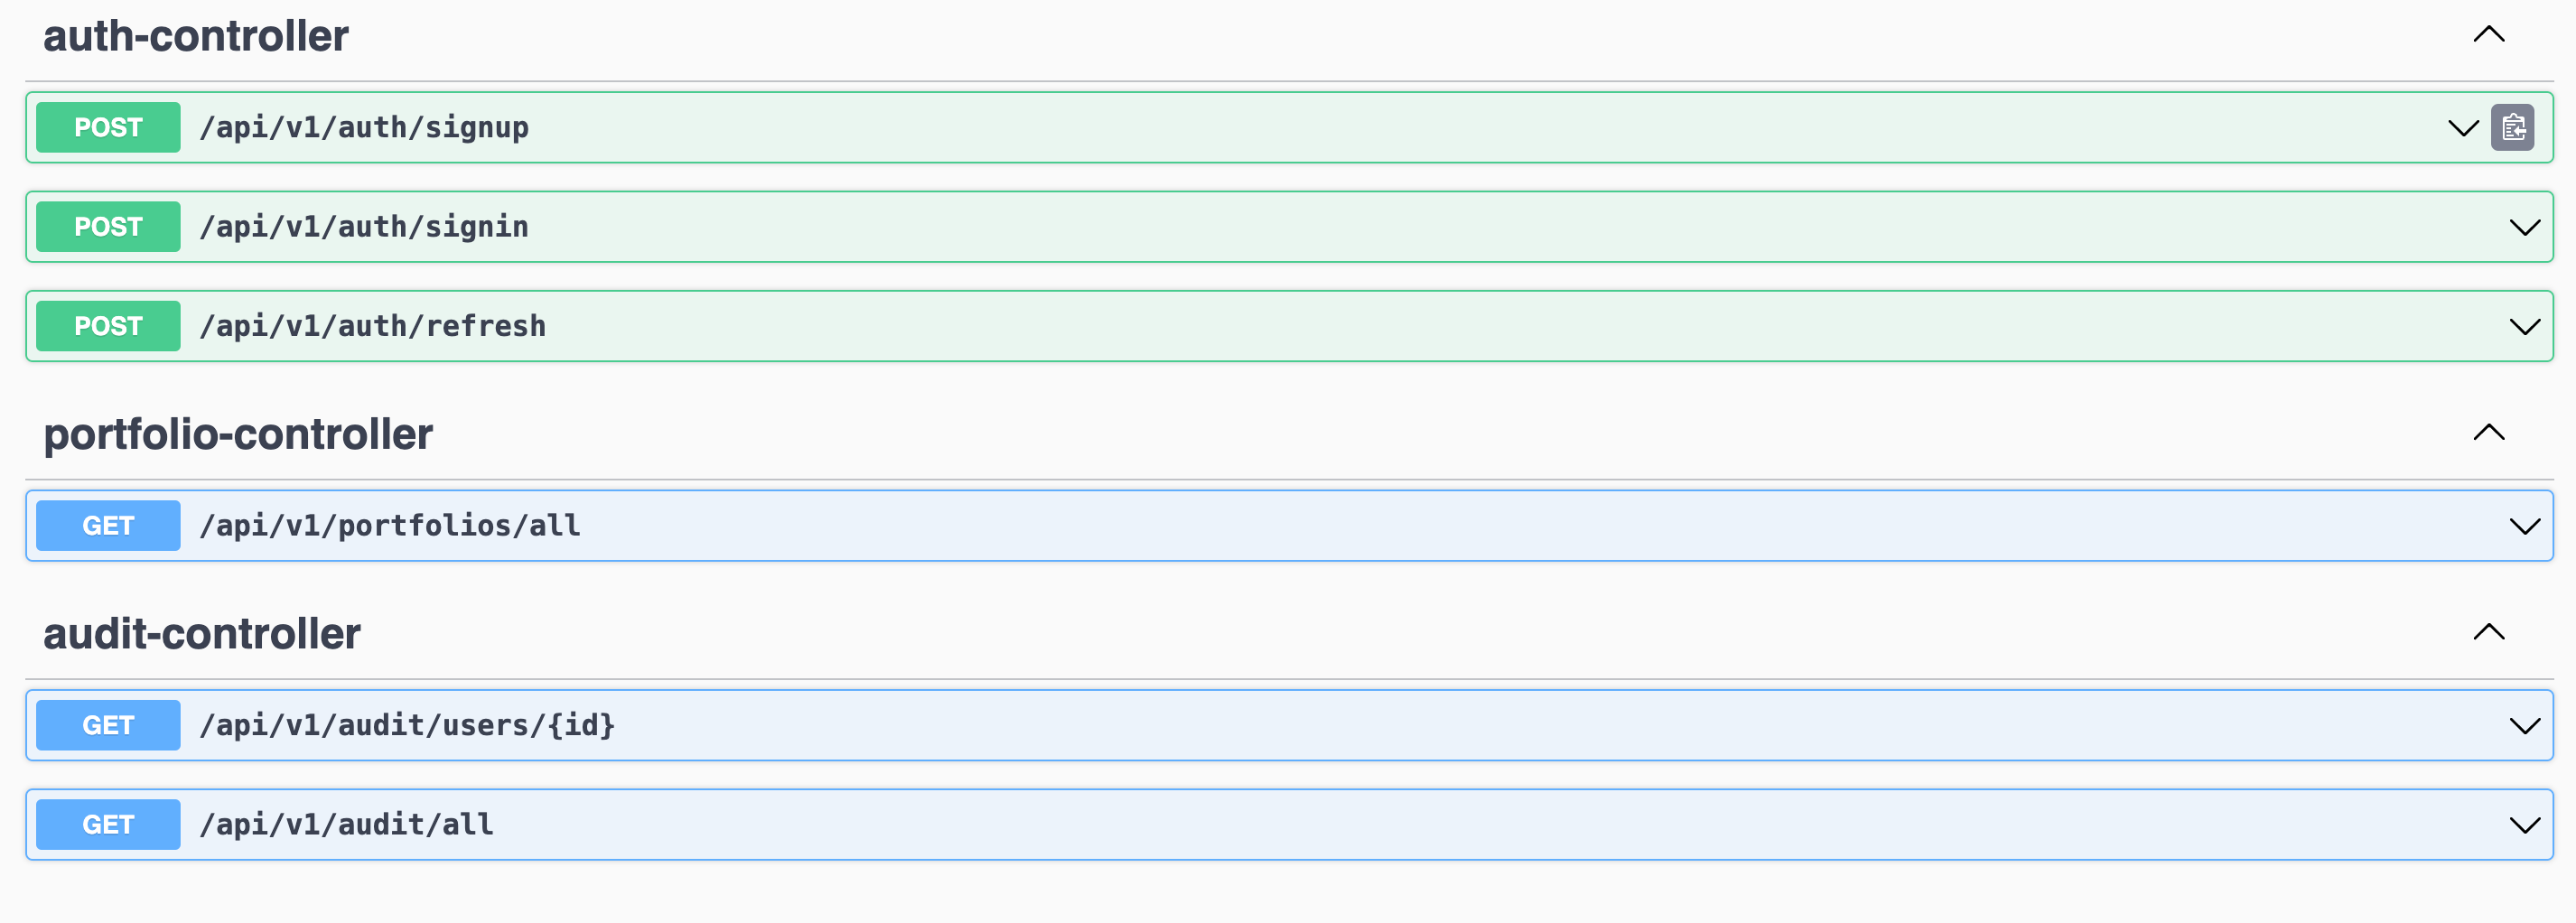 auth-controller
POST /api/v1/auth/signup
POST /api/v1/auth/signin
POST /api/v1/auth/refresh
portfolio-controller
GET /api/v1/portfolios/all
audit-controller
GET /api/v1/audit/users/{id}
GET /api/v1/audit/all